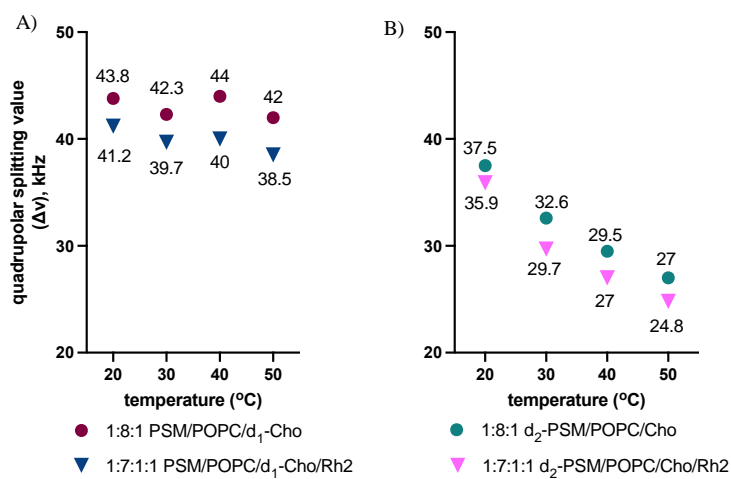 A)
50
40
30
20
quadrupolar splitting value
(Δν), kHz
43.8
42.3
44
42
41.2
39.7
40
38.5
20 30 40 50
temperature (ºC)
1:8:1 PSM/POPC/d₁-Cho
1:7:1:1 PSM/POPC/d₁-Cho/Rh2
B)
50
40
30
20
37.5
32.6
29.5
27
35.9
29.7
27
24.8
20 30 40 50
temperature (ºC)
1:8:1 d₂-PSM/POPC/Cho
1:7:1:1 d₂-PSM/POPC/Cho/Rh2